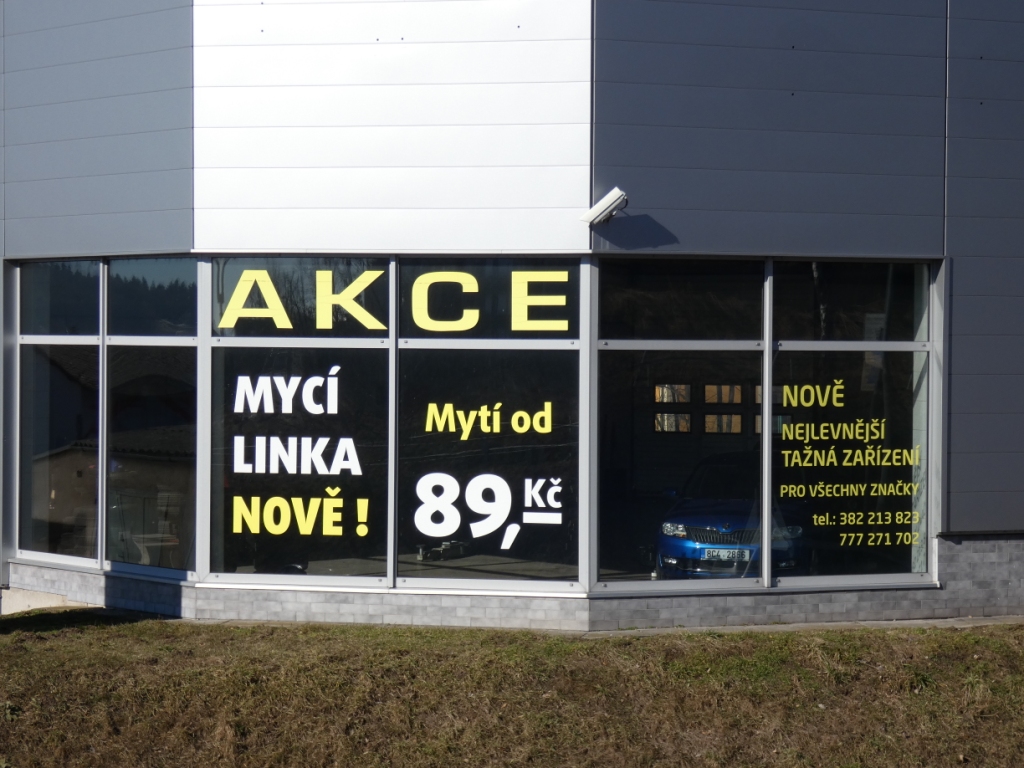 AKCE
MYCÍ
LINKA
NOVĚ !
Mytí od
89,- Kč
NOVĚ
NEJLEVNĚJŠÍ
TAŽNÁ ZAŘÍZENÍ
PRO VŠECHNY ZNAČKY
tel.: 382 213 823
777 271 702